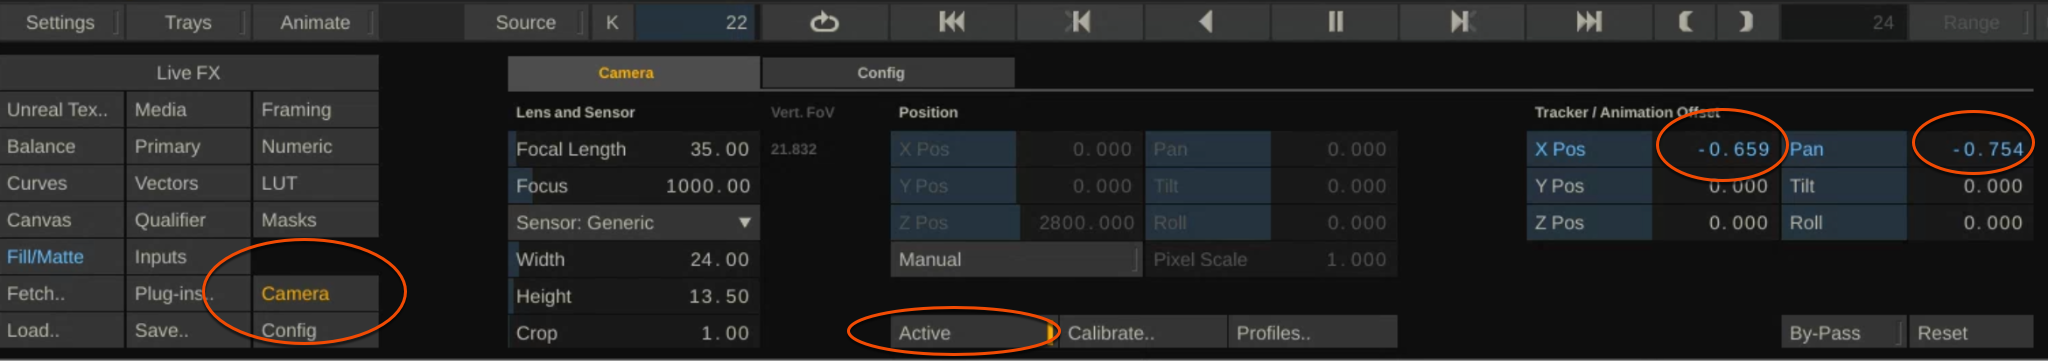 Settings Trays Animate Source K 22 24 Range
Live FX Camera Config
Unreal Tex.. Media Framing Lens and Sensor Vert. FoV Position Tracker / Animation Offset
Balance Primary Numeric Focal Length 35.00 21.832 X Pos 0.000 Pan 0.000 X Pos -0.659 Pan -0.754
Curves Vectors LUT Focus 1000.00 Y Pos 0.000 Tilt 0.000 Y Pos 0.000 Tilt 0.000
Canvas Qualifier Masks Sensor: Generic Z Pos 2800.000 Roll 0.000 Z Pos 0.000 Roll 0.000
Fill/Matte Inputs Width 24.00 Manual Pixel Scale 1.000
Fetch.. Plug-ins.. Camera Height 13.50
Load.. Save.. Config Crop 1.00 Active Calibrate.. Profiles.. By-Pass Reset